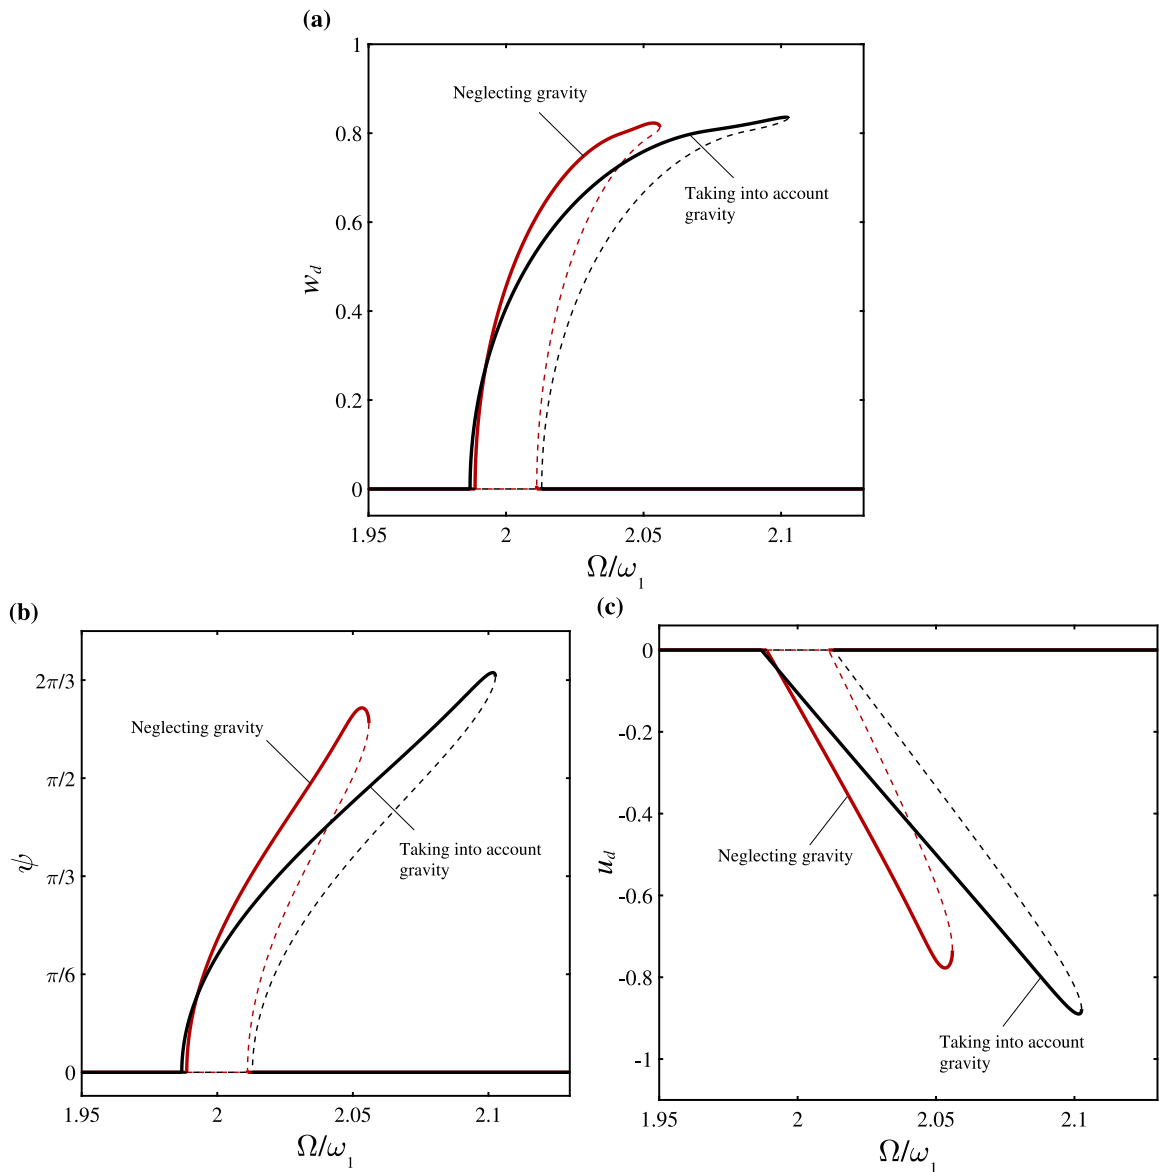 (a)
1
0.8
0.6
0.4
0.2
0
w_d
Neglecting gravity
Taking into account
gravity
1.95
2
2.05
2.1
Ω/ω₁
(b)
2π/3
π/2
π/3
π/6
0
ψ
Neglecting gravity
Taking into account
gravity
1.95
2
2.05
2.1
Ω/ω₁
(c)
0
-0.2
-0.4
-0.6
-0.8
-1
u_d
Neglecting gravity
Taking into account
gravity
1.95
2
2.05
2.1
Ω/ω₁